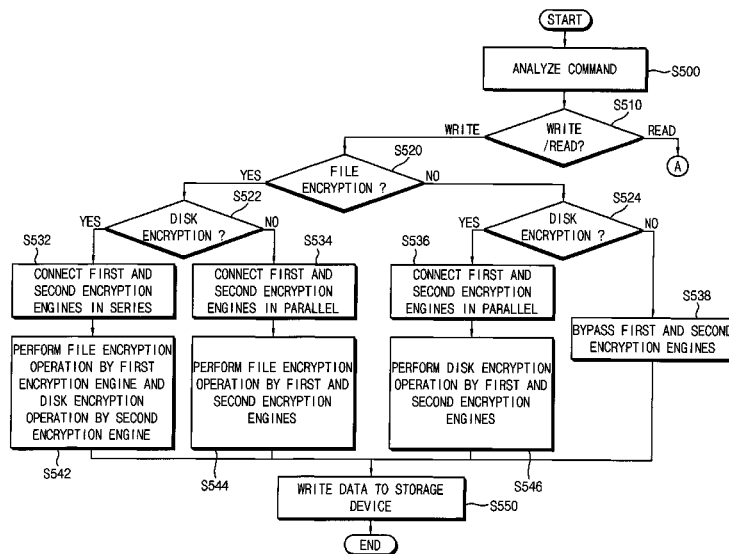 START
ANALYZE COMMAND
S500
S510
WRITE
WRITE
/READ?
READ
A
S520
YES
FILE
ENCRYPTION ?
NO
S522
S524
YES
DISK
ENCRYPTION ?
NO
YES
DISK
ENCRYPTION ?
NO
S532
S534
S536
S538
CONNECT FIRST AND
SECOND ENCRYPTION
ENGINES IN SERIES
CONNECT FIRST AND
SECOND ENCRYPTION
ENGINES IN PARALLEL
CONNECT FIRST AND
SECOND ENCRYPTION
ENGINES IN PARALLEL
BYPASS FIRST AND SECOND
ENCRYPTION ENGINES
PERFORM FILE ENCRYPTION
OPERATION BY FIRST
ENCRYPTION ENGINE AND
DISK ENCRYPTION
OPERATION BY SECOND
ENCRYPTION ENGINE
PERFORM FILE ENCRYPTION
OPERATION BY FIRST AND
SECOND ENCRYPTION
ENGINES
PERFORM DISK ENCRYPTION
OPERATION BY FIRST AND
SECOND ENCRYPTION
ENGINES
S542
S544
S546
WRITE DATA TO STORAGE
DEVICE
S550
END